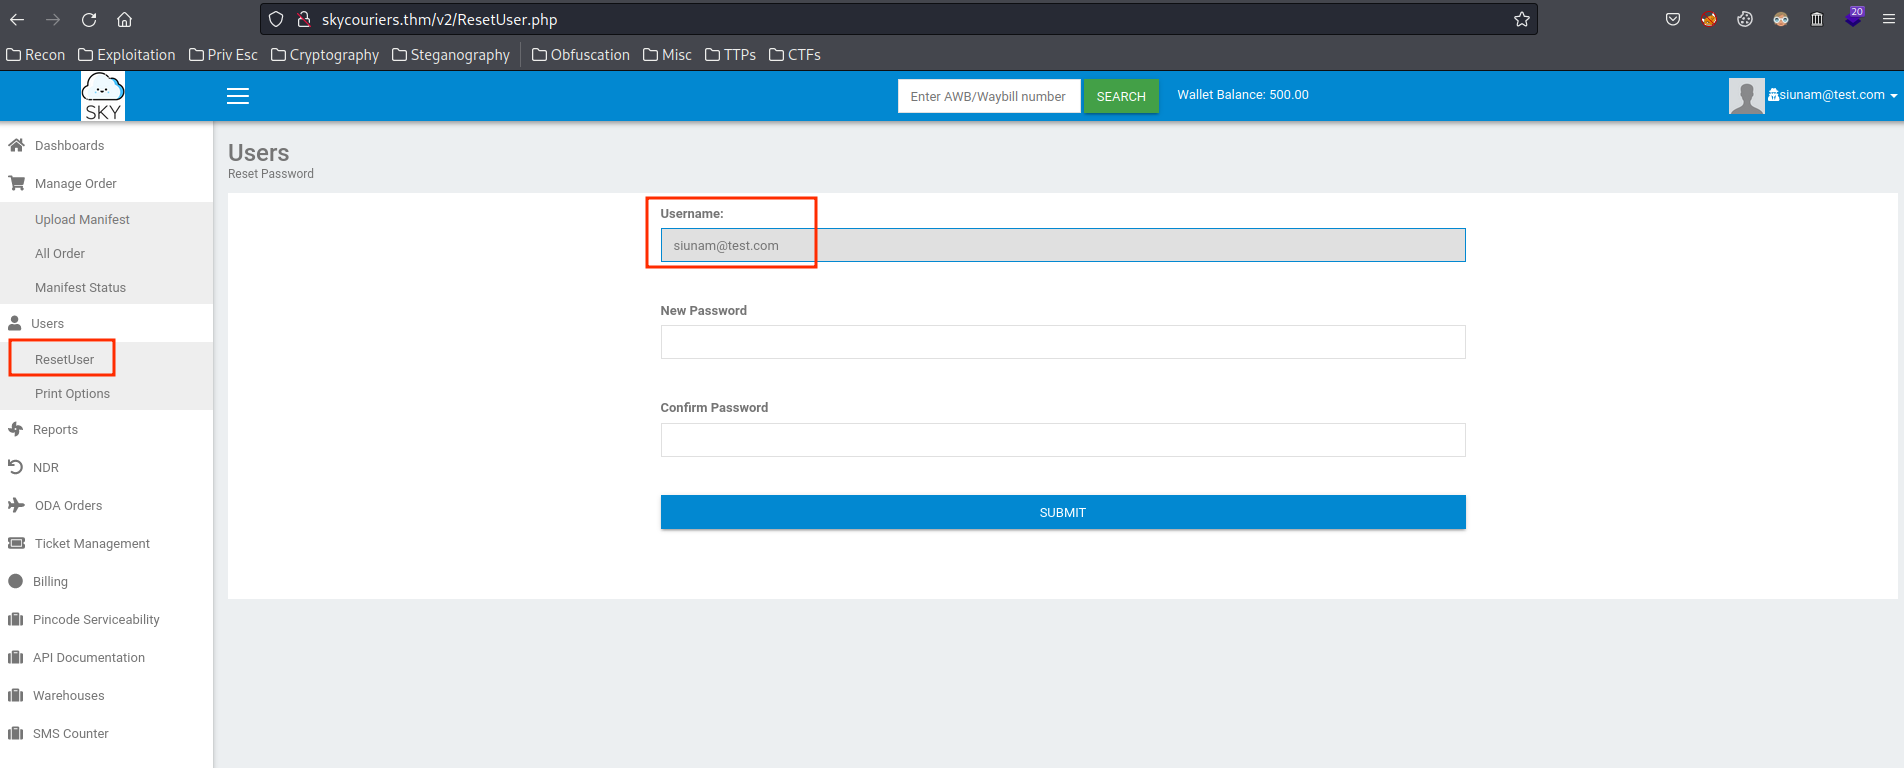 skycouriers.thm/v2/ResetUser.php
20
Recon Exploitation Priv Esc Cryptography Steganography Obfuscation Misc TTPs CTFs
SKY
Enter AWB/Waybill number SEARCH Wallet Balance: 500.00 siunam@test.com
Dashboards
Manage Order
Upload Manifest
All Order
Manifest Status
Users
ResetUser
Print Options
Reports
NDR
ODA Orders
Ticket Management
Billing
Pincode Serviceability
API Documentation
Warehouses
SMS Counter
Users
Reset Password
Username:
siunam@test.com
New Password
Confirm Password
SUBMIT